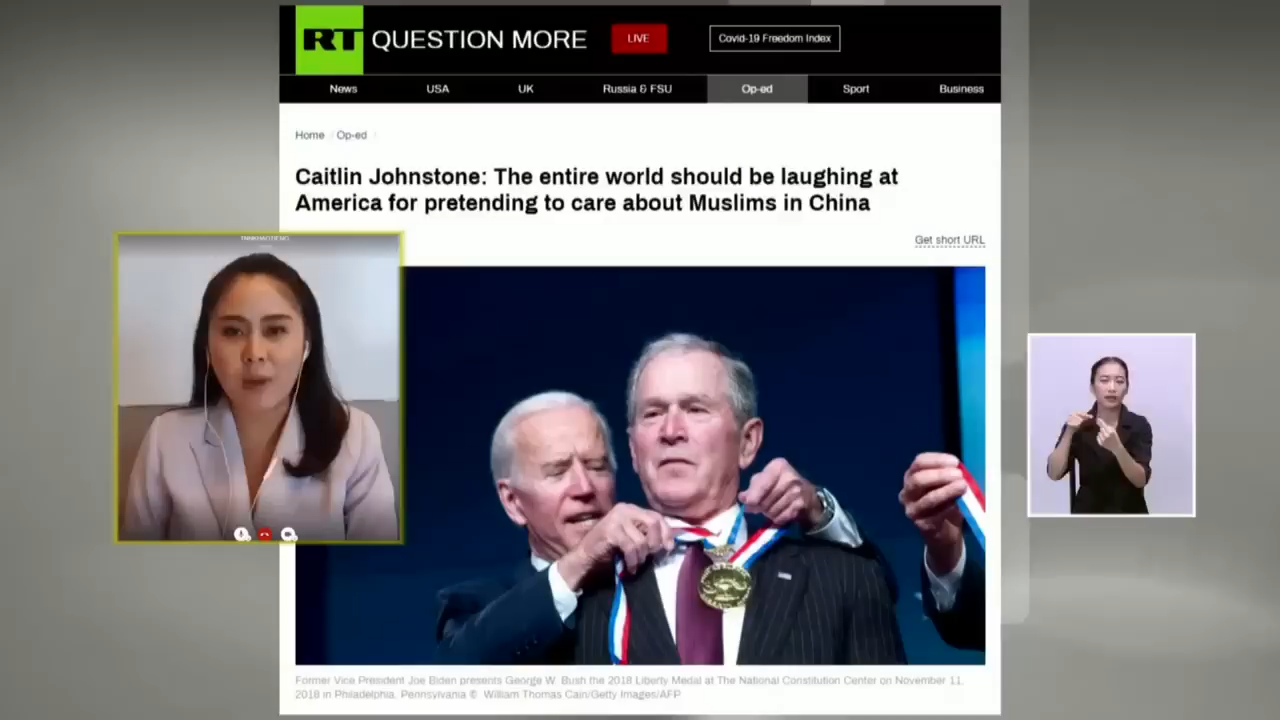 RT QUESTION MORE
LIVE
Covid-19 Freedom Index
News
USA
UK
Russia & FSU
Op-ed
Sport
Business
Home / Op-ed /
Caitlin Johnstone: The entire world should be laughing at
America for pretending to care about Muslims in China
Get short URL
Former Vice President Joe Biden presents George W. Bush the 2018 Liberty Medal at The National Constitution Center on November 11,
2018 in Philadelphia, Pennsylvania © William Thomas Cain/Getty Images/AFP